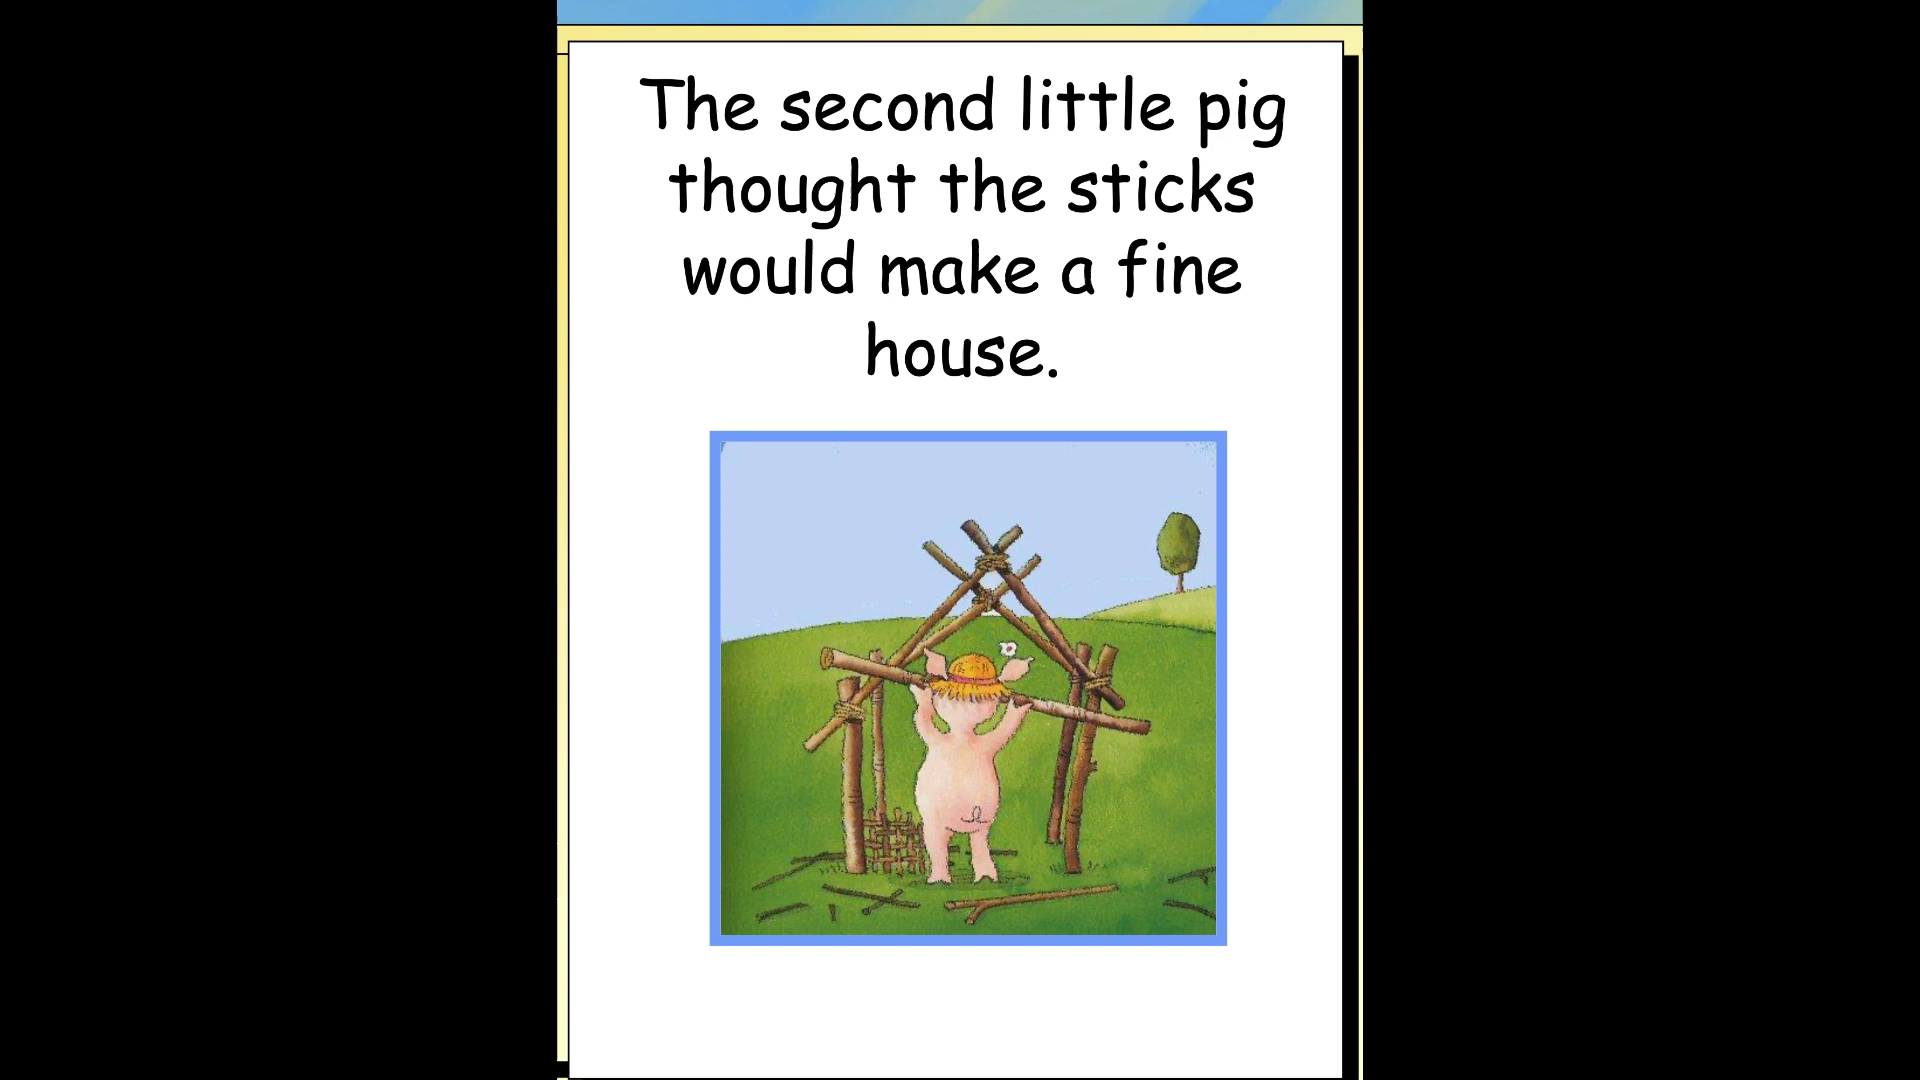 The second little pig
thought the sticks
would make a fine
house.